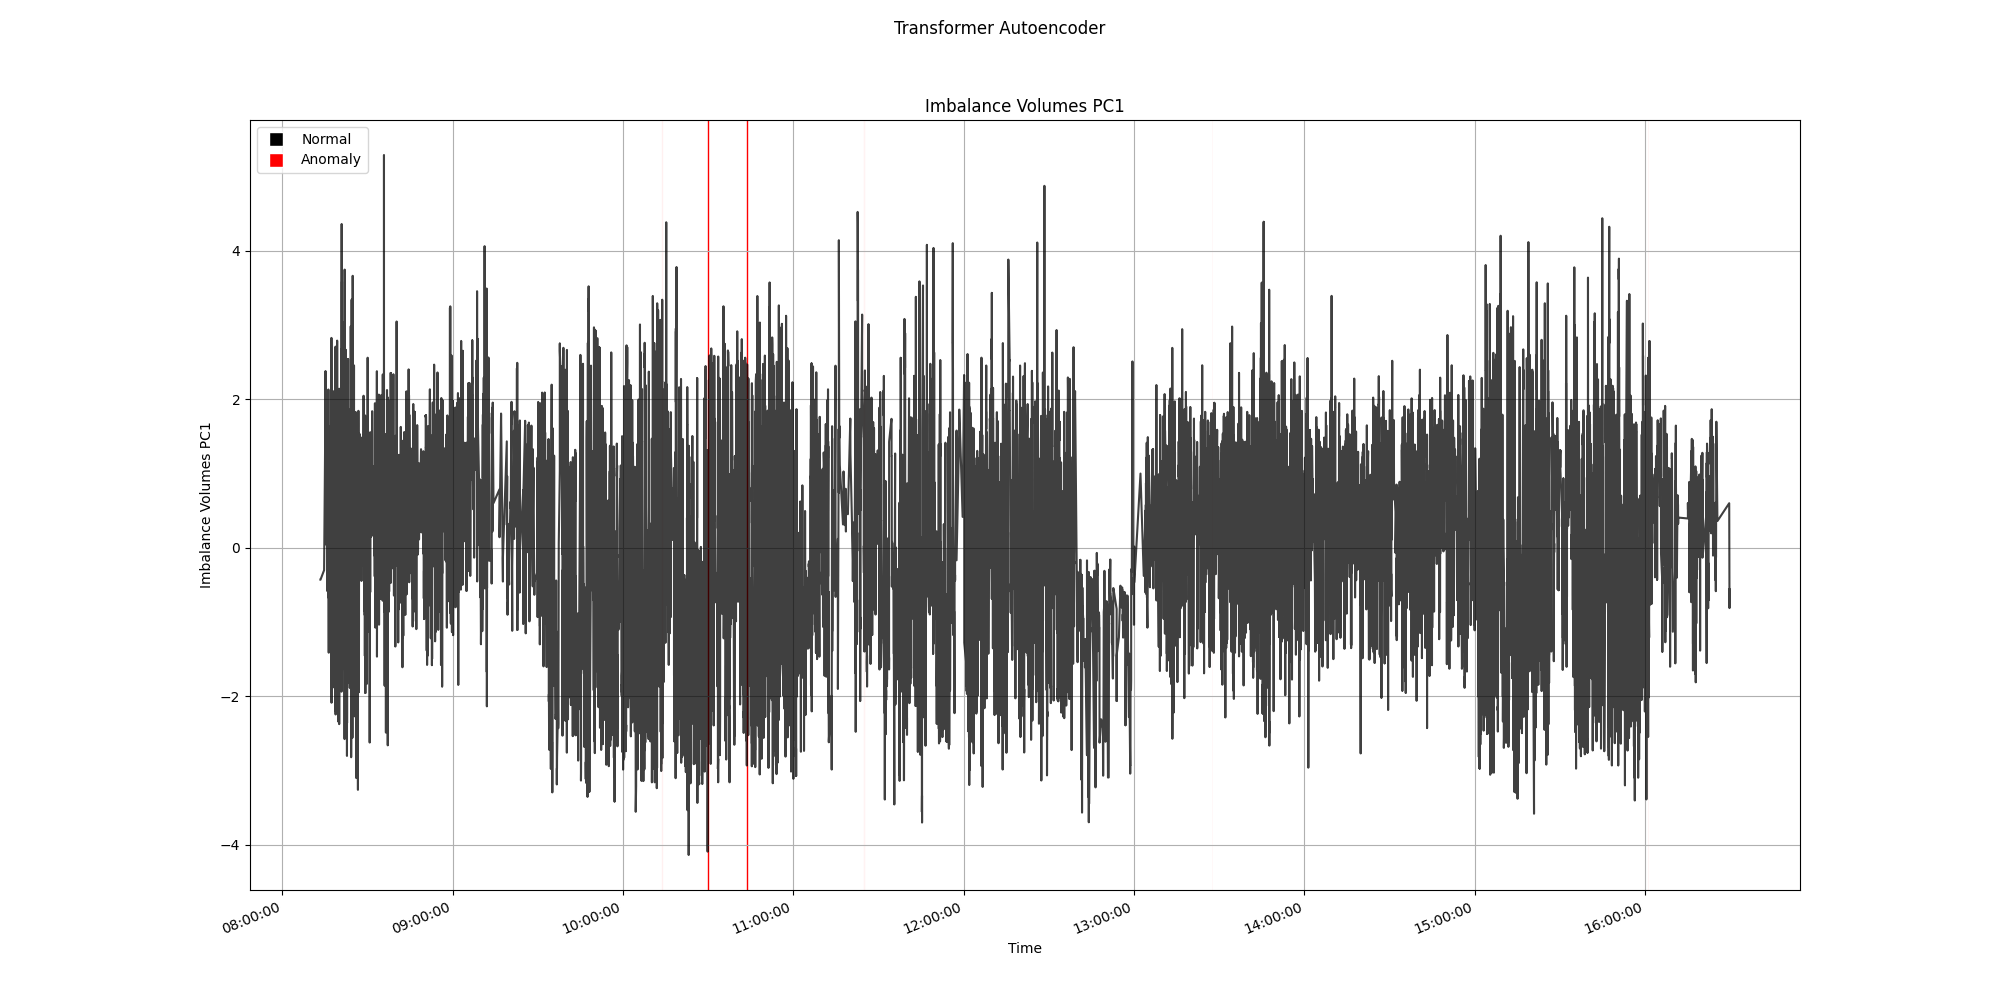 Transformer Autoencoder
Imbalance Volumes PC1
Normal
Anomaly
Imbalance Volumes PC1
4
2
0
−2
−4
08:00:00
09:00:00
10:00:00
11:00:00
12:00:00
13:00:00
14:00:00
15:00:00
16:00:00
Time